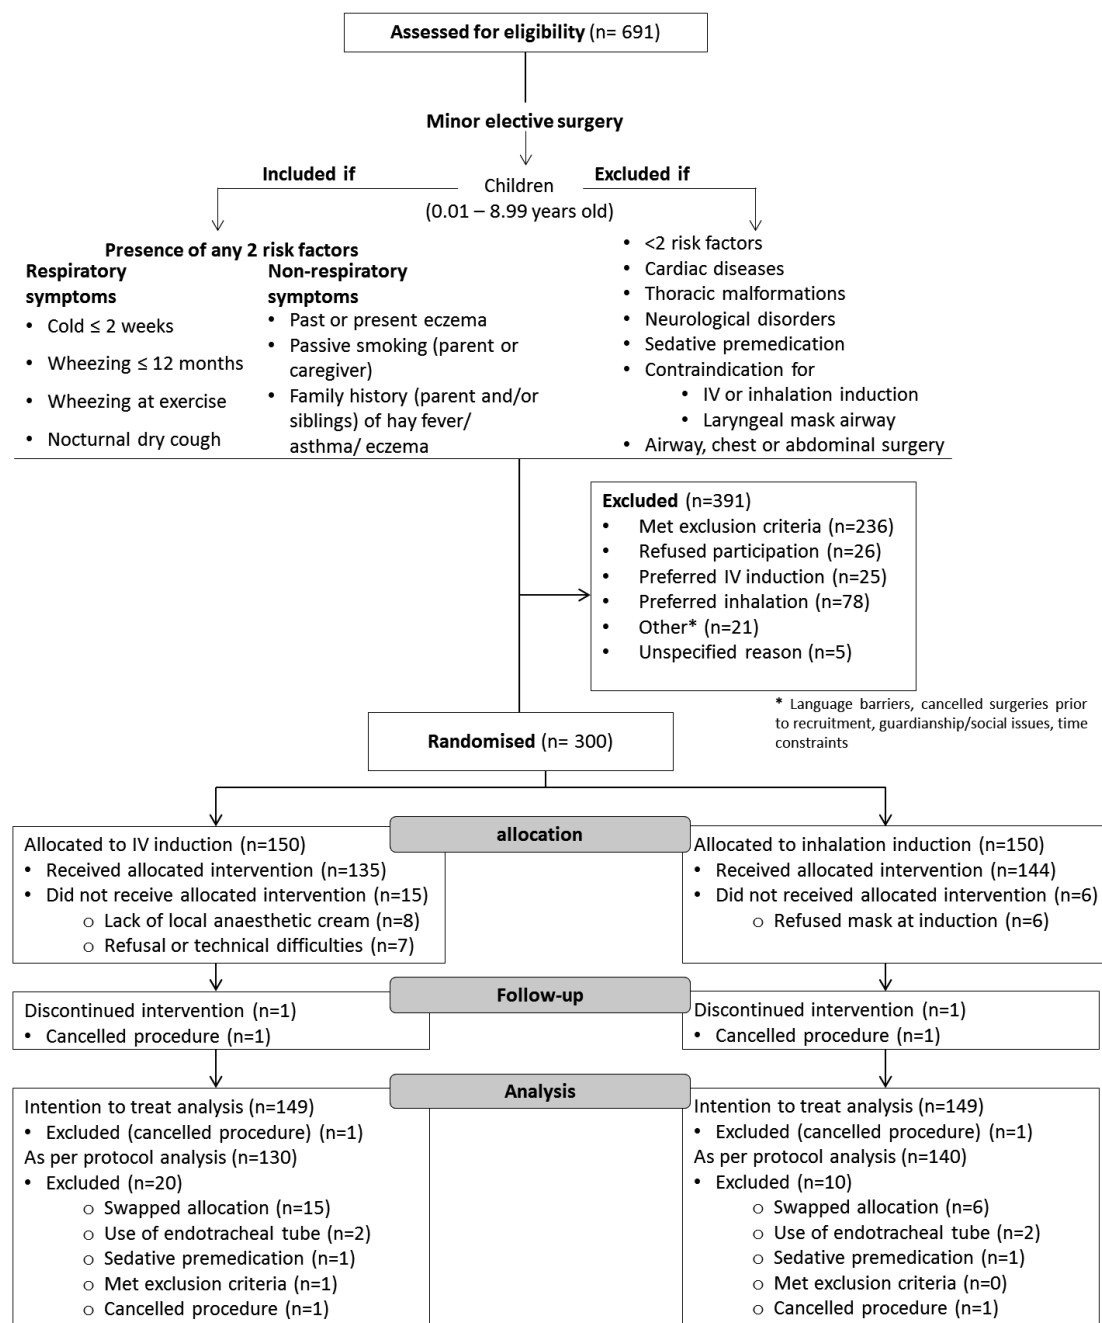 Assessed for eligibility (n= 691)
Minor elective surgery
Included if
Excluded if
Children
(0.01 – 8.99 years old)
Presence of any 2 risk factors
Respiratory
symptoms
• Cold ≤ 2 weeks
• Wheezing ≤ 12 months
• Wheezing at exercise
• Nocturnal dry cough
Non-respiratory
symptoms
• Past or present eczema
• Passive smoking (parent or
caregiver)
• Family history (parent and/or
siblings) of hay fever/
asthma/ eczema
• <2 risk factors
• Cardiac diseases
• Thoracic malformations
• Neurological disorders
• Sedative premedication
• Contraindication for
• IV or inhalation induction
• Laryngeal mask airway
• Airway, chest or abdominal surgery
Excluded (n=391)
• Met exclusion criteria (n=236)
• Refused participation (n=26)
• Preferred IV induction (n=25)
• Preferred inhalation (n=78)
• Other* (n=21)
• Unspecified reason (n=5)
* Language barriers, cancelled surgeries prior
to recruitment, guardianship/social issues, time
constraints
Randomised (n= 300)
allocation
Allocated to IV induction (n=150)
• Received allocated intervention (n=135)
• Did not receive allocated intervention (n=15)
o Lack of local anaesthetic cream (n=8)
o Refusal or technical difficulties (n=7)
Allocated to inhalation induction (n=150)
• Received allocated intervention (n=144)
• Did not received allocated intervention (n=6)
o Refused mask at induction (n=6)
Follow-up
Discontinued intervention (n=1)
• Cancelled procedure (n=1)
Discontinued intervention (n=1)
• Cancelled procedure (n=1)
Analysis
Intention to treat analysis (n=149)
• Excluded (cancelled procedure) (n=1)
As per protocol analysis (n=130)
• Excluded (n=20)
o Swapped allocation (n=15)
o Use of endotracheal tube (n=2)
o Sedative premedication (n=1)
o Met exclusion criteria (n=1)
o Cancelled procedure (n=1)
Intention to treat analysis (n=149)
• Excluded (cancelled procedure) (n=1)
As per protocol analysis (n=140)
• Excluded (n=10)
o Swapped allocation (n=6)
o Use of endotracheal tube (n=2)
o Sedative premedication (n=1)
o Met exclusion criteria (n=0)
o Cancelled procedure (n=1)